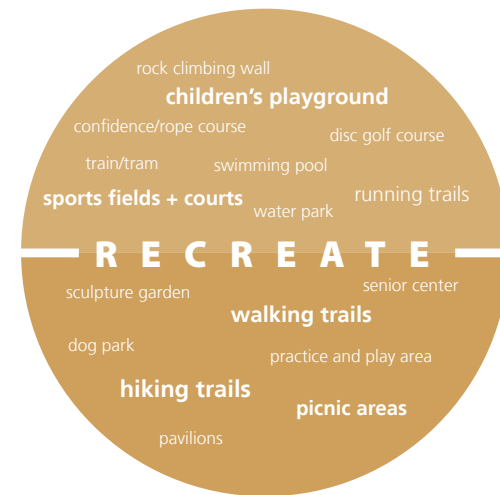 rock climbing wall
children's playground
confidence/rope course
disc golf course
train/tram
swimming pool
sports fields + courts
running trails
water park
RECREATE
sculpture garden
senior center
walking trails
dog park
practice and play area
hiking trails
picnic areas
pavilions